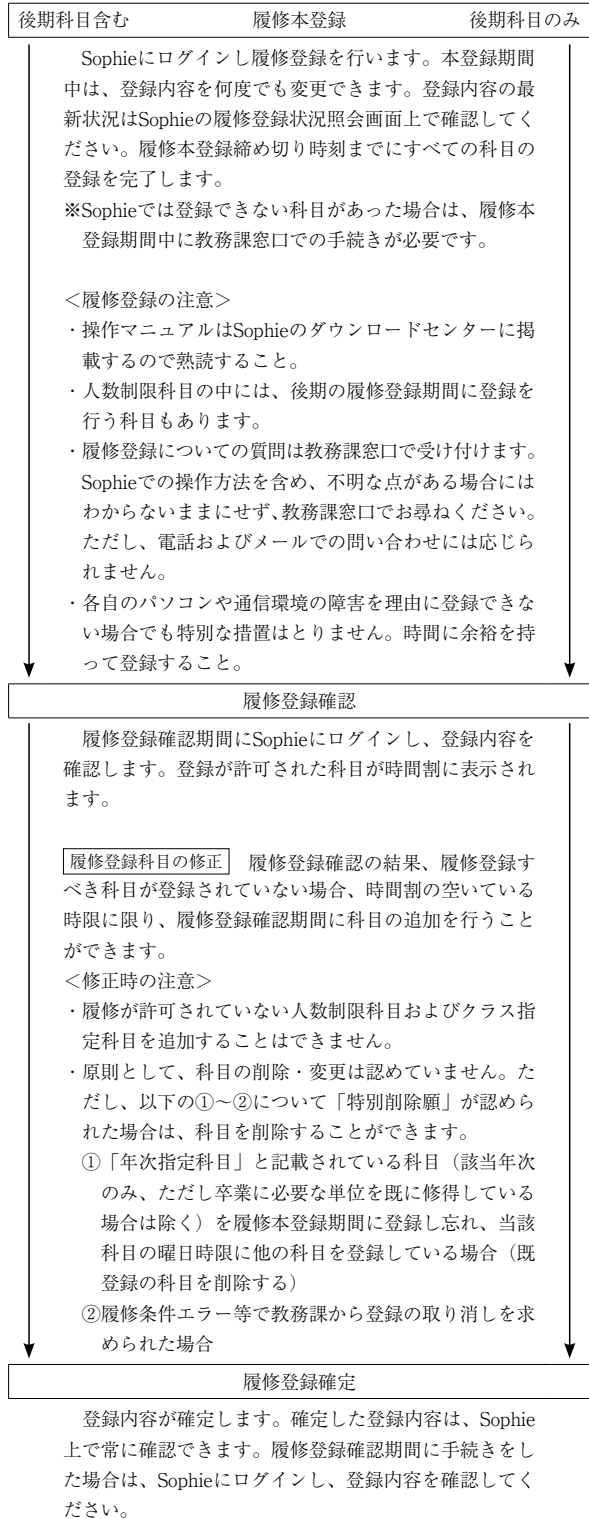 後期科目含む　履修本登録　後期科目のみ
　Sophieにログインし履修登録を行います。本登録期間
中は、登録内容を何度でも変更できます。登録内容の最
新状況はSophieの履修登録状況照会画面上で確認してく
ださい。履修本登録締め切り時刻までにすべての科目の
登録を完了します。
※Sophieでは登録できない科目があった場合は、履修本
登録期間中に教務課窓口での手続きが必要です。
＜履修登録の注意＞
・操作マニュアルはSophieのダウンロードセンターに掲
載するので熟読すること。
・人数制限科目の中には、後期の履修登録期間に登録を
行う科目もあります。
・履修登録についての質問は教務課窓口で受け付けます。
Sophieでの操作方法を含め、不明な点がある場合には
わからないままにせず、教務課窓口でお尋ねください。
ただし、電話およびメールでの問い合わせには応じら
れません。
・各自のパソコンや通信環境の障害を理由に登録できな
い場合でも特別な措置はとりません。時間に余裕を持
って登録すること。
履修登録確認
　履修登録確認期間にSophieにログインし、登録内容を
確認します。登録が許可された科目が時間割に表示され
ます。
履修登録科目の修正　履修登録確認の結果、履修登録す
べき科目が登録されていない場合、時間割の空いている
時限に限り、履修登録確認期間に科目の追加を行うこと
ができます。
＜修正時の注意＞
・履修が許可されていない人数制限科目およびクラス指
定科目を追加することはできません。
・原則として、科目の削除・変更は認めていません。た
だし、以下の①～②について「特別削除願」が認めら
れた場合は、科目を削除することができます。
①「年次指定科目」と記載されている科目（該当年次
のみ、ただし卒業に必要な単位を既に修得している
場合は除く）を履修本登録期間に登録し忘れ、当該
科目の曜日時限に他の科目を登録している場合（既
登録の科目を削除する）
②履修条件エラー等で教務課から登録の取り消しを求
められた場合
履修登録確定
　登録内容が確定します。確定した登録内容は、Sophie
上で常に確認できます。履修登録確認期間に手続きをし
た場合は、Sophieにログインし、登録内容を確認してく
ださい。